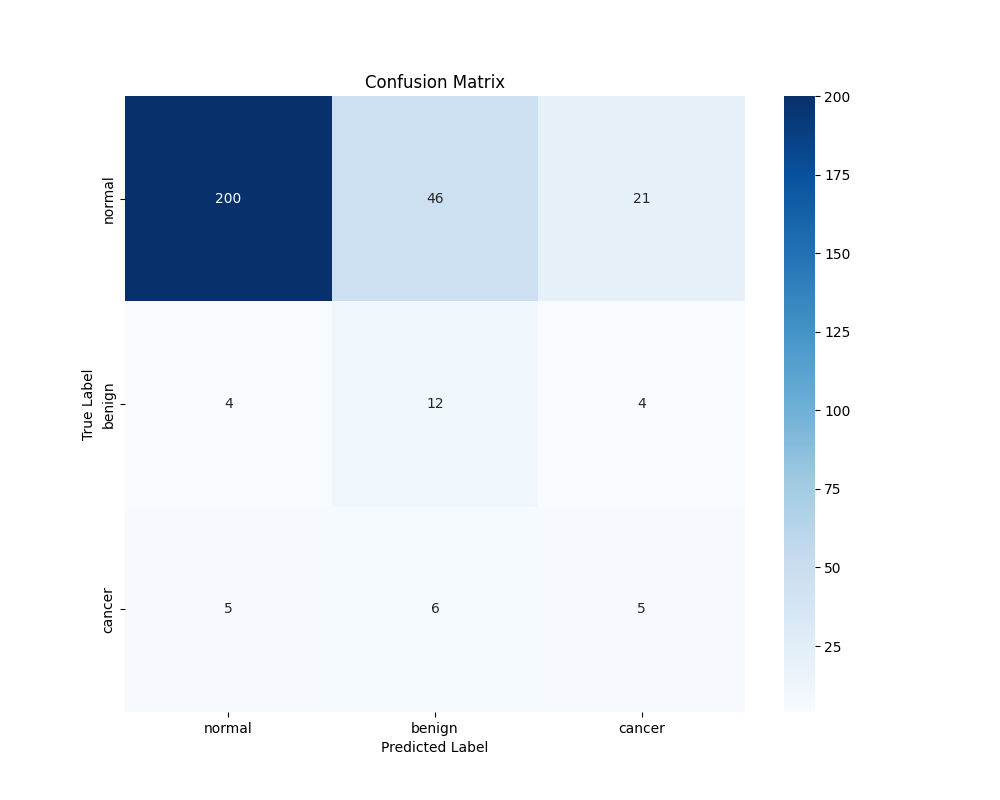 Confusion Matrix
200
175
150
125
100
75
50
25
True Label
normal
benign
cancer
200 46 21
4 12 4
5 6 5
normal benign cancer
Predicted Label